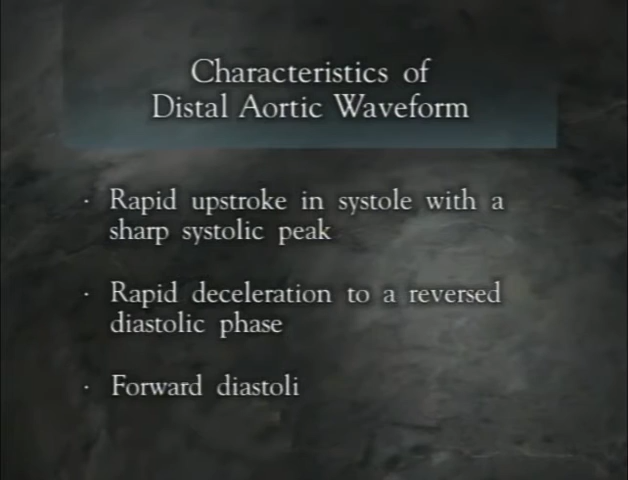 Characteristics of
Distal Aortic Waveform
· Rapid upstroke in systole with a
sharp systolic peak
· Rapid deceleration to a reversed
diastolic phase
· Forward diastoli